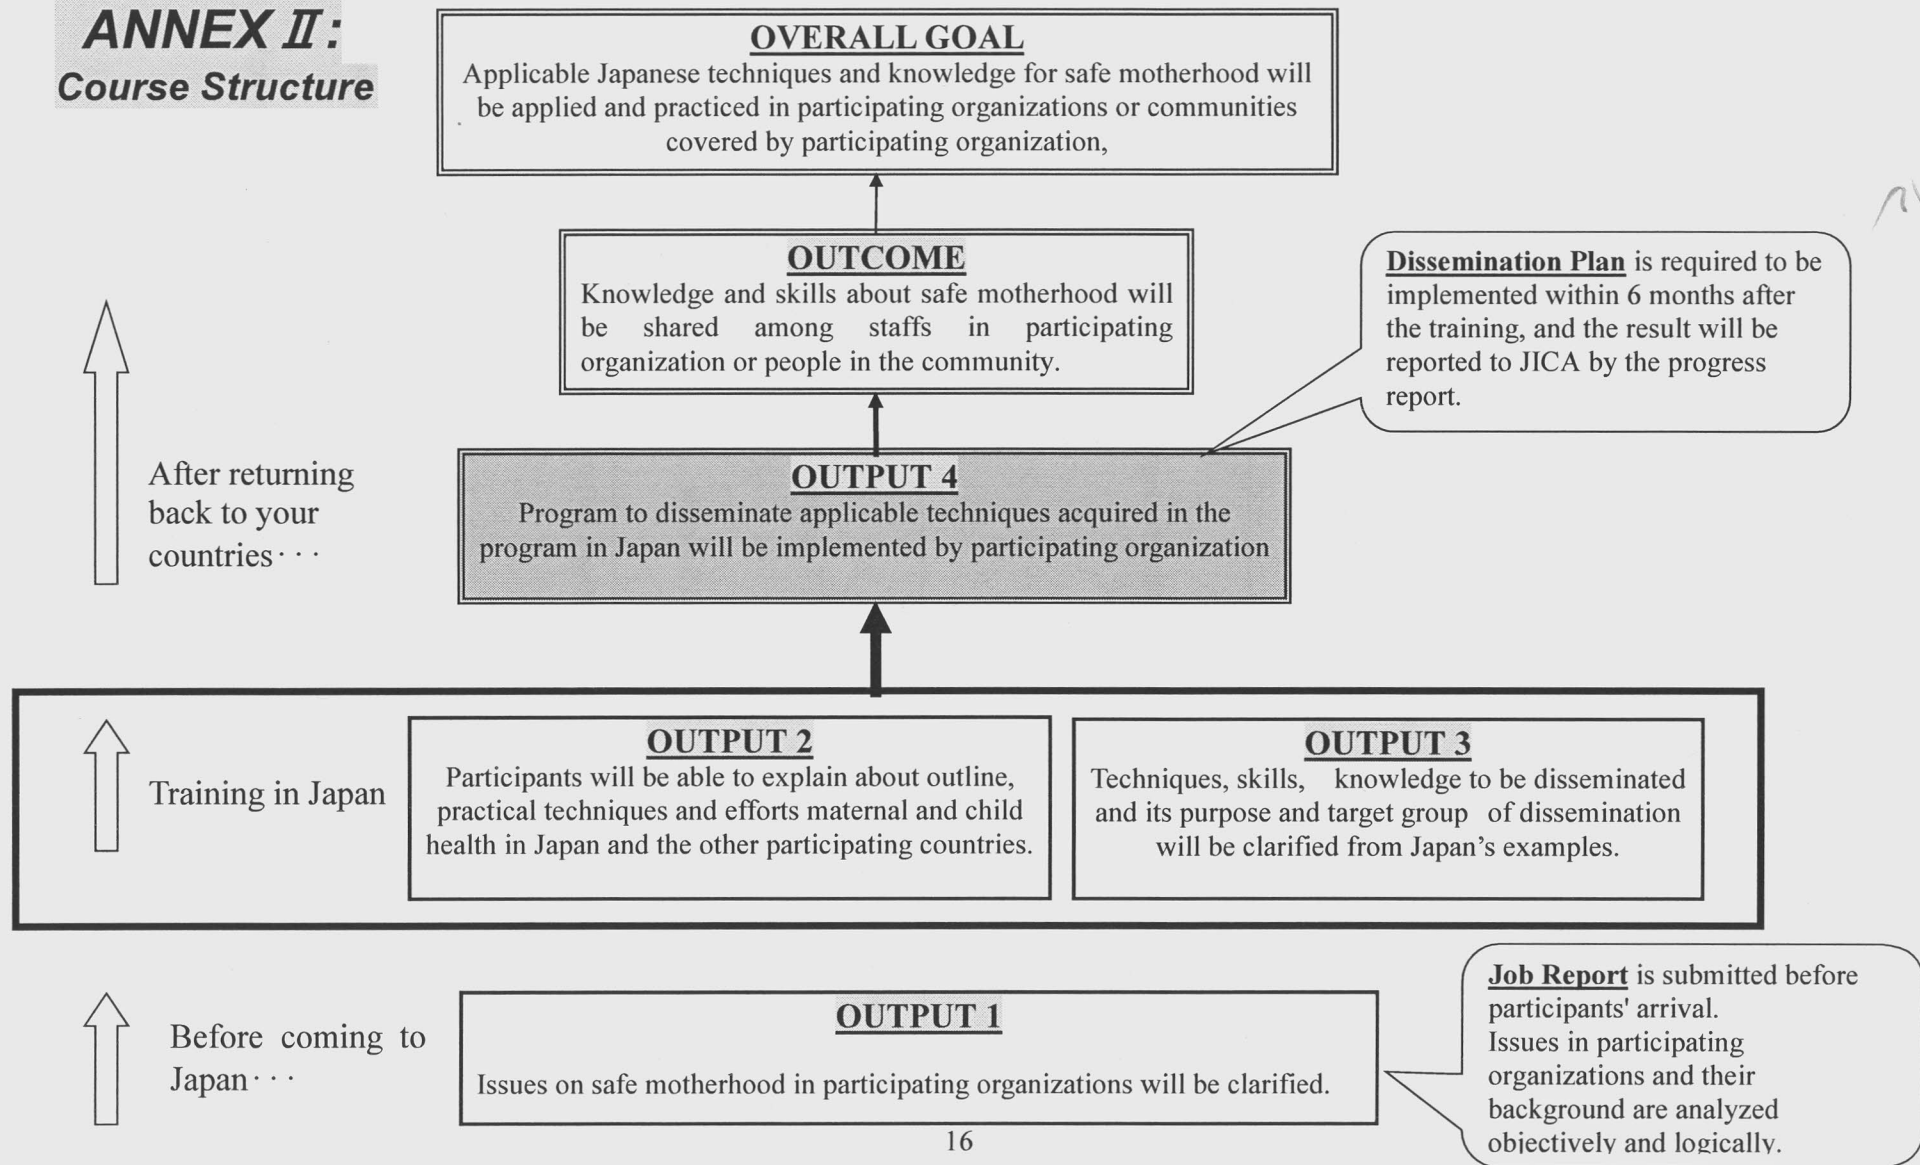 ANNEX Ⅱ:
Course Structure
OVERALL GOAL
Applicable Japanese techniques and knowledge for safe motherhood will
be applied and practiced in participating organizations or communities
covered by participating organization,
OUTCOME
Knowledge and skills about safe motherhood will
be shared among staffs in participating
organization or people in the community.
Dissemination Plan is required to be
implemented within 6 months after
the training, and the result will be
reported to JICA by the progress
report.
After returning
back to your
countries···
OUTPUT 4
Program to disseminate applicable techniques acquired in the
program in Japan will be implemented by participating organization
Training in Japan
OUTPUT 2
Participants will be able to explain about outline,
practical techniques and efforts maternal and child
health in Japan and the other participating countries.
OUTPUT 3
Techniques, skills, knowledge to be disseminated
and its purpose and target group of dissemination
will be clarified from Japan's examples.
Before coming to
Japan···
OUTPUT 1
Issues on safe motherhood in participating organizations will be clarified.
Job Report is submitted before
participants' arrival.
Issues in participating
organizations and their
background are analyzed
objectively and logically.
16